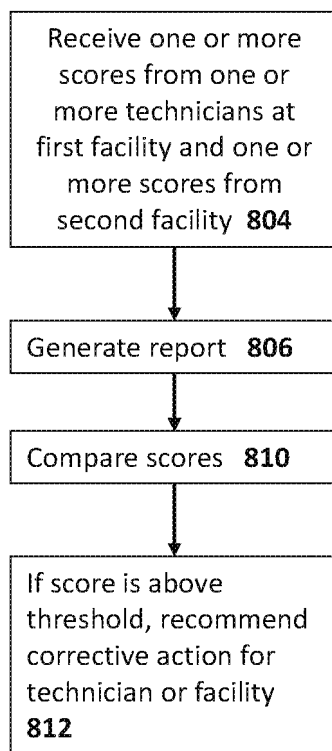 Receive one or more
scores from one or
more technicians at
first facility and one or
more scores from
second facility 804
Generate report 806
Compare scores 810
If score is above
threshold, recommend
corrective action for
technician or facility
812